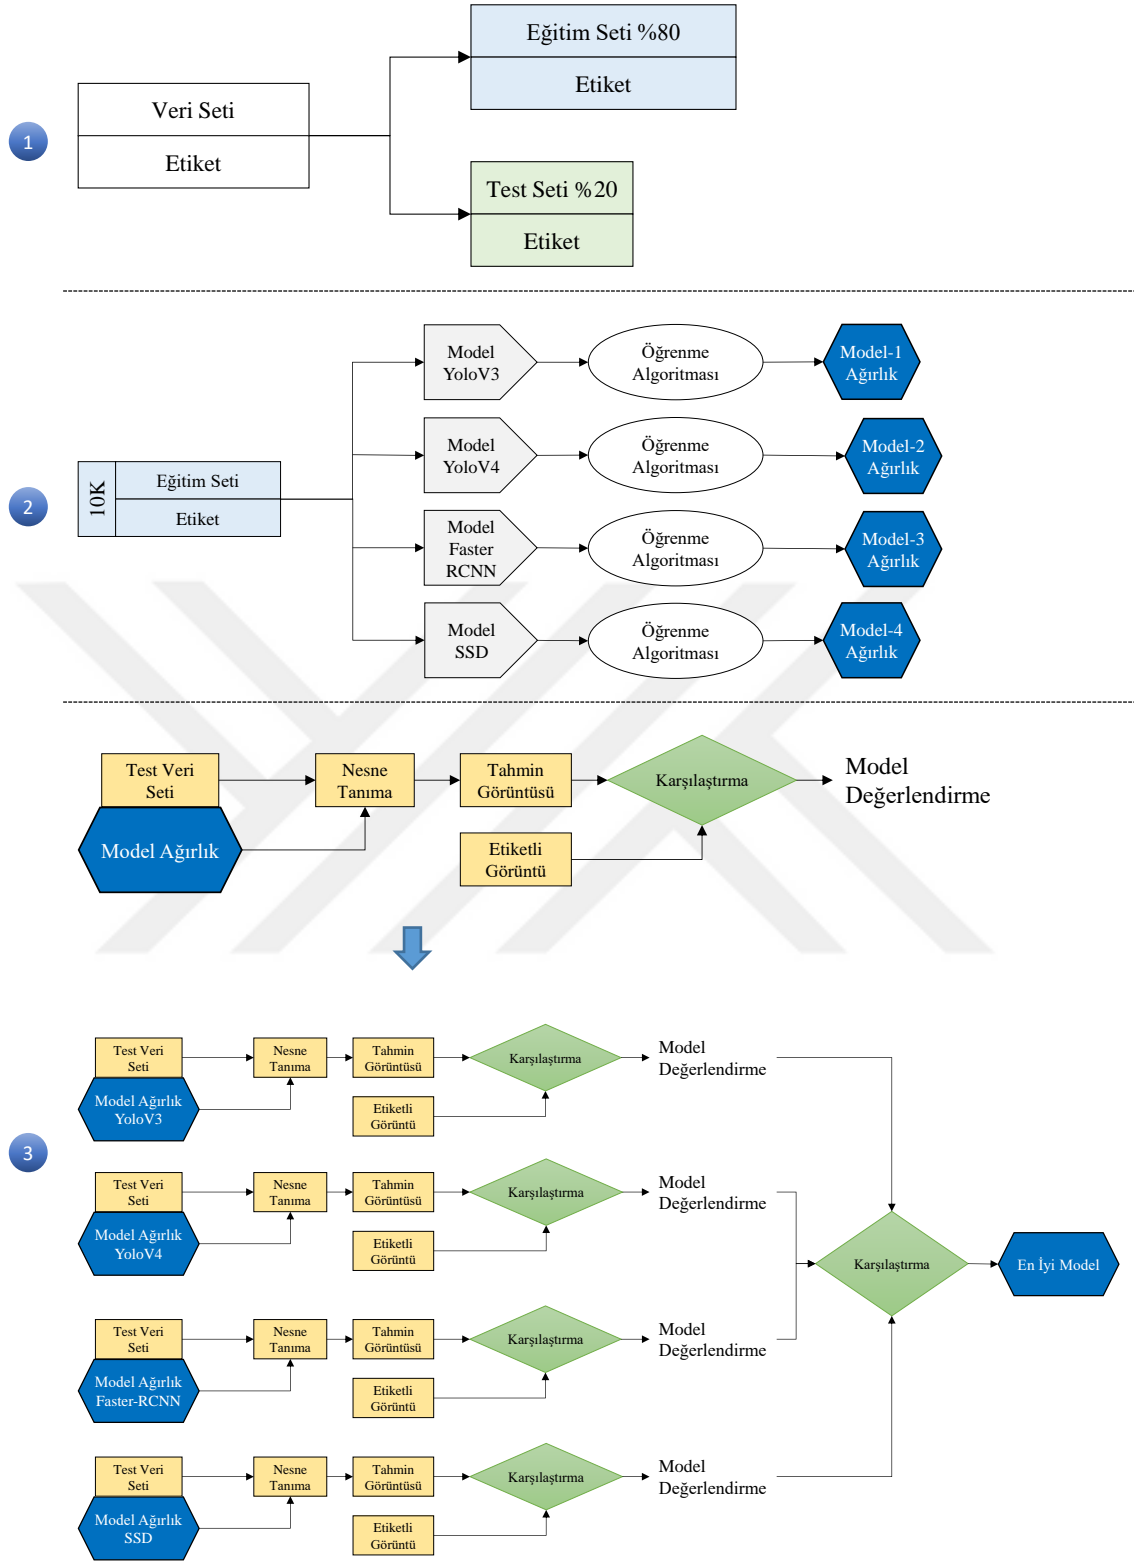 Eğitim Seti %80
Etiket
Veri Seti
Etiket
1
Test Seti %20
Etiket
Model
YoloV3
Öğrenme
Algoritması
Model-1
Ağırlık
Model
YoloV4
Öğrenme
Algoritması
Model-2
Ağırlık
2
10K
Eğitim Seti
Etiket
Model
Faster
RCNN
Öğrenme
Algoritması
Model-3
Ağırlık
Model
SSD
Öğrenme
Algoritması
Model-4
Ağırlık
Test Veri
Seti
Model Ağırlık
Nesne
Tanıma
Tahmin
Görüntüsü
Etiketli
Görüntü
Karşılaştırma
Model
Değerlendirme
3
Test Veri
Seti
Model Ağırlık
YoloV3
Nesne
Tanıma
Tahmin
Görüntüsü
Etiketli
Görüntü
Karşılaştırma
Model
Değerlendirme
Test Veri
Seti
Model Ağırlık
YoloV4
Nesne
Tanıma
Tahmin
Görüntüsü
Etiketli
Görüntü
Karşılaştırma
Model
Değerlendirme
Test Veri
Seti
Model Ağırlık
Faster-RCNN
Nesne
Tanıma
Tahmin
Görüntüsü
Etiketli
Görüntü
Karşılaştırma
Model
Değerlendirme
Test Veri
Seti
Model Ağırlık
SSD
Nesne
Tanıma
Tahmin
Görüntüsü
Etiketli
Görüntü
Karşılaştırma
Model
Değerlendirme
Karşılaştırma
En İyi Model